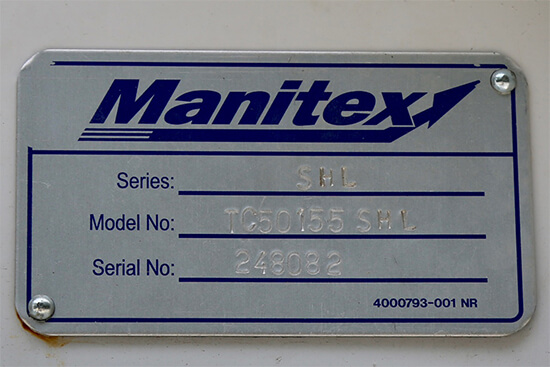 Manitex
Series: SHL
Model No: TC50155 SHL
Serial No: 248082
4000793-001 NR